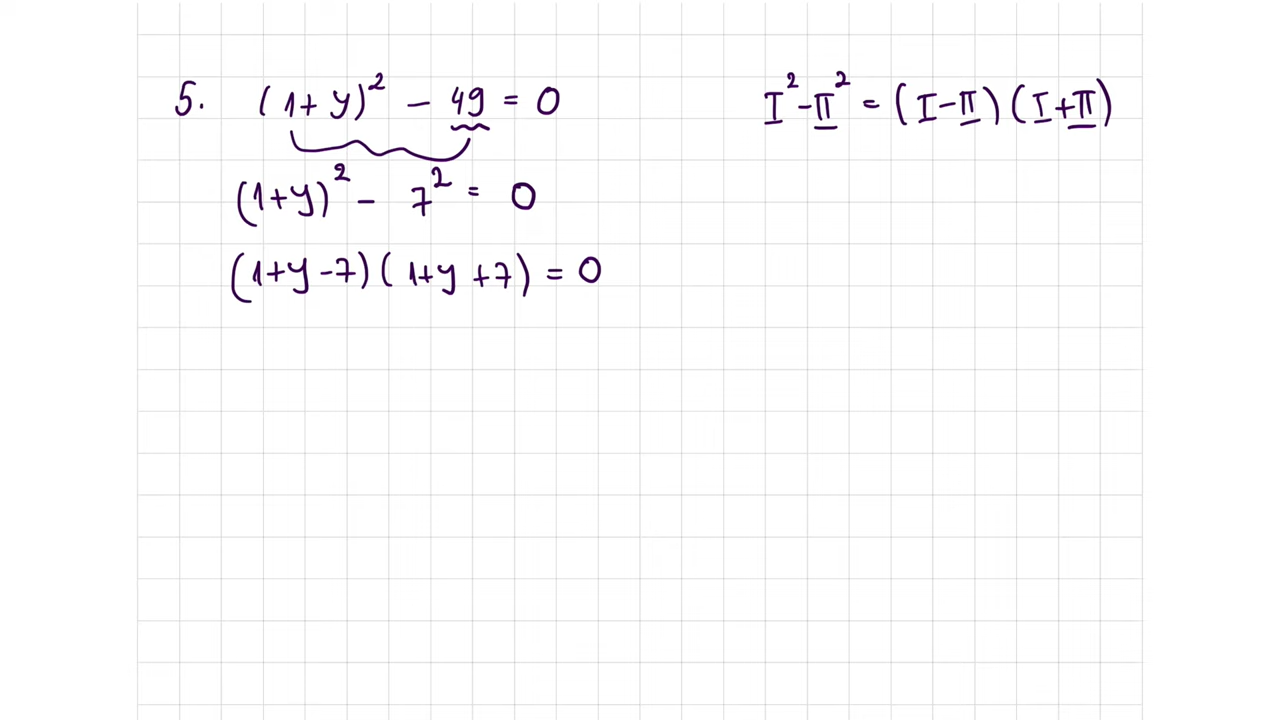 5. (1+y)² - 49 = 0
I² - II² = (I - II)(I + II)
(1+y)² - 7² = 0
(1+y-7)(1+y+7) = 0